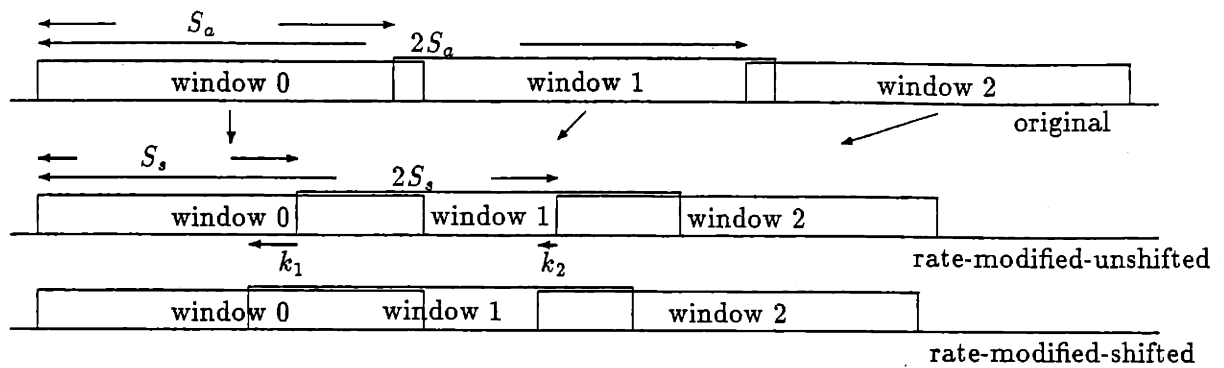 S_a
2S_a
window 0
window 1
window 2
original
S_s
2S_s
window 0
window 1
window 2
k_1
k_2
rate-modified-unshifted
window 0
window 1
window 2
rate-modified-shifted